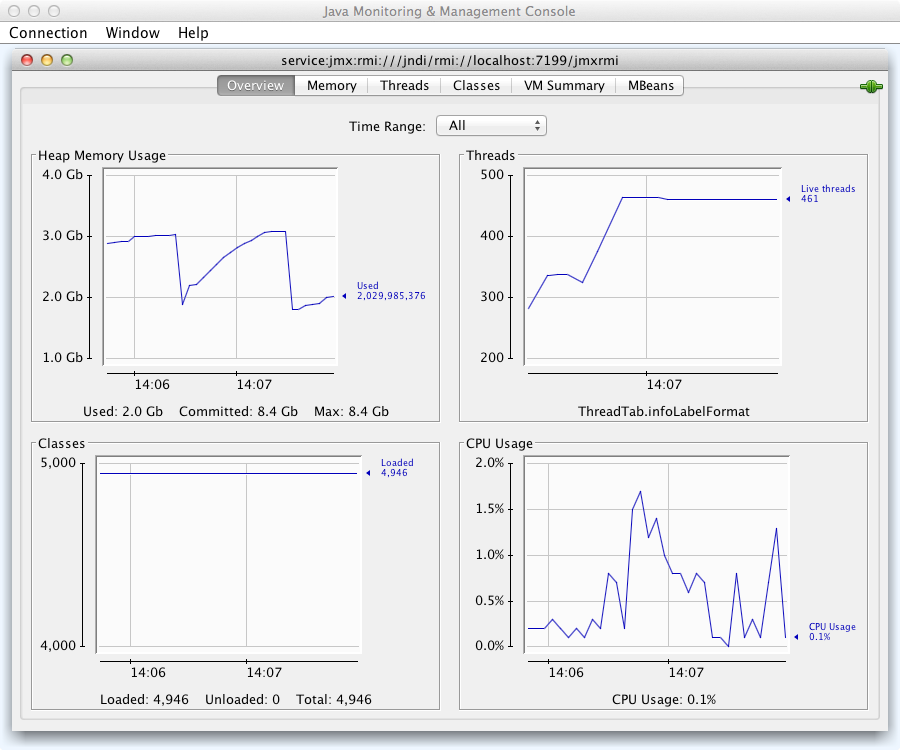 Java Monitoring & Management Console
Connection Window Help
service:jmx:rmi:///jndi/rmi://localhost:7199/jmxrmi
Overview Memory Threads Classes VM Summary MBeans
Time Range: All
Heap Memory Usage
4.0 Gb
3.0 Gb
2.0 Gb
1.0 Gb
Used
2,029,985,376
14:06 14:07
Used: 2.0 Gb Committed: 8.4 Gb Max: 8.4 Gb
Threads
500
400
300
200
Live threads
461
14:07
ThreadTab.infoLabelFormat
Classes
5,000
4,000
Loaded
4,946
14:06 14:07
Loaded: 4,946 Unloaded: 0 Total: 4,946
CPU Usage
2.0%
1.5%
1.0%
0.5%
0.0%
CPU Usage
0.1%
14:06 14:07
CPU Usage: 0.1%